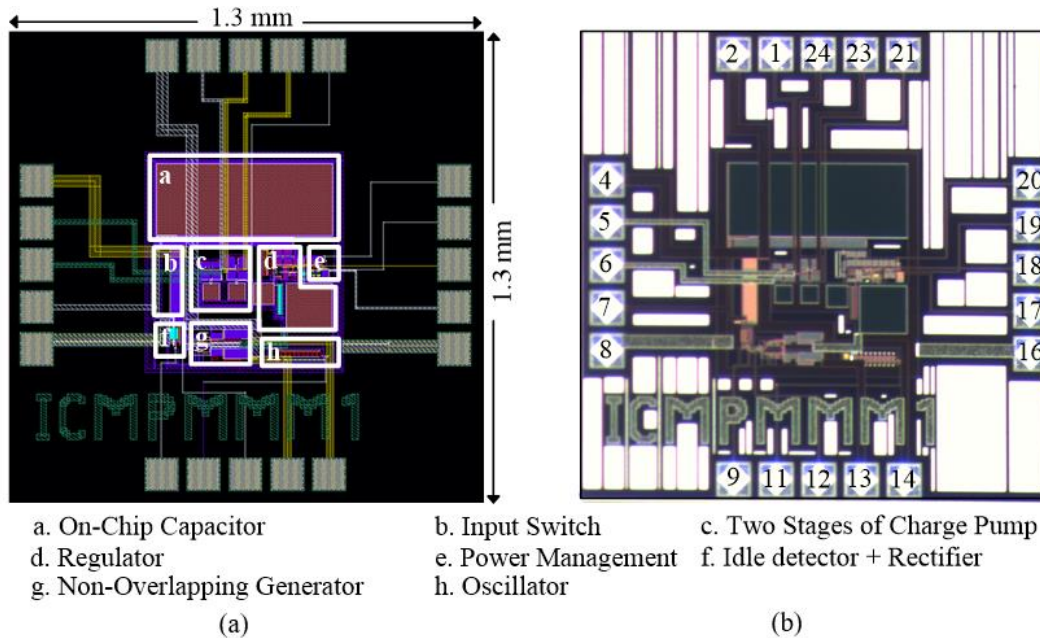 1.3 mm
1.3 mm
a
b
c
d
e
f
g
h
ICMPMMMM1
2 1 24 23 21
4
5
6
7
8
20
19
18
17
16
ICMPMMMM1
9 11 12 13 14
a. On-Chip Capacitor b. Input Switch c. Two Stages of Charge Pump
d. Regulator e. Power Management f. Idle detector + Rectifier
g. Non-Overlapping Generator h. Oscillator
(a) (b)